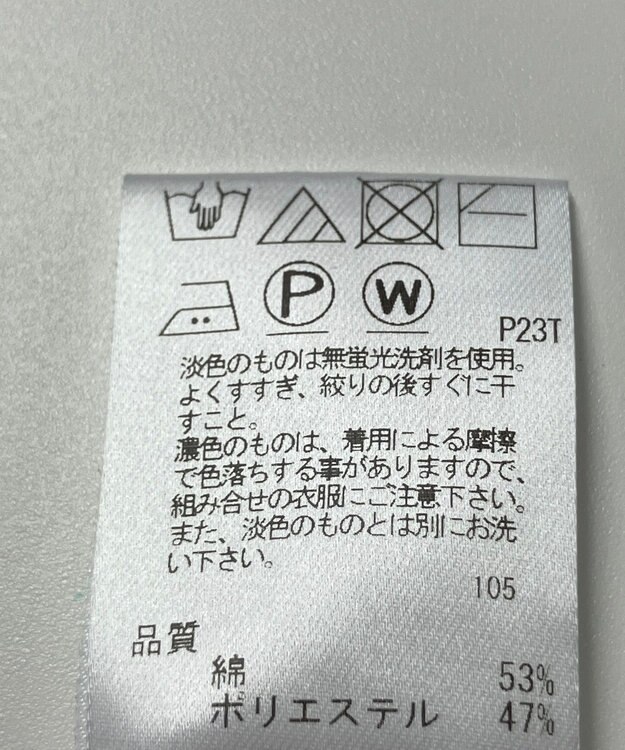 P W
P23T
淡色のものは無蛍光洗剤を使用。
よくすすぎ、絞りの後すぐに干
すこと。
濃色のものは、着用による摩擦
で色落ちする事がありますので、
組み合せの衣服にご注意下さい。
また、淡色のものとは別にお洗
い下さい。
105
品質
綿 53%
ポリエステル 47%